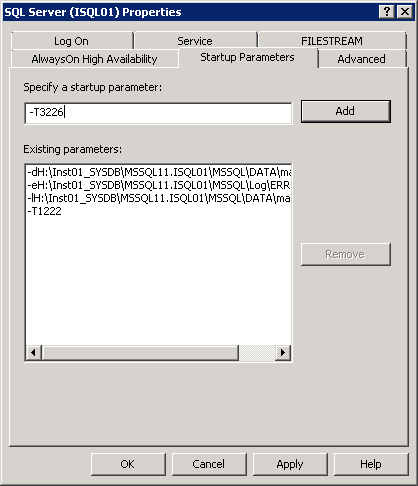 SQL Server (ISQL01) Properties
Log On Service FILESTREAM
AlwaysOn High Availability Startup Parameters Advanced
Specify a startup parameter:
-T3226 Add
Existing parameters:
-dH:\Inst01_SYSDB\MSSQL11.ISQL01\MSSQL\DATA\ma
-eH:\Inst01_SYSDB\MSSQL11.ISQL01\MSSQL\Log\ERR
-lH:\Inst01_SYSDB\MSSQL11.ISQL01\MSSQL\DATA\ma
-T1222
Remove
OK Cancel Apply Help